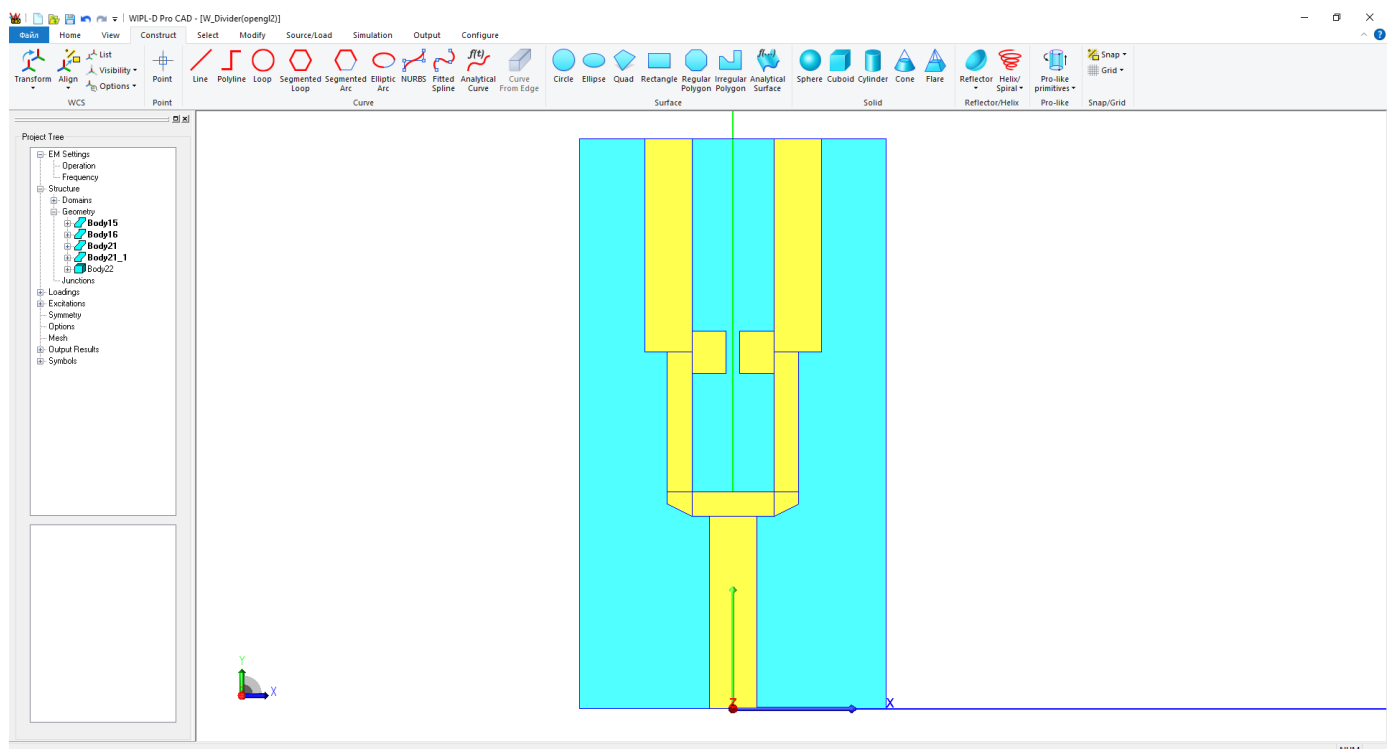 WIPL-D Pro CAD - [W_Divider(opengl2)]
Файл Home View Construct Select Modify Source/Load Simulation Output Configure
Transform Align List Visibility Options
WCS
Point
Point
Line Polyline Loop Segmented Loop Segmented Arc Elliptic Arc NURBS Fitted Spline f(t) Analytical Curve Curve From Edge
Curve
Circle Ellipse Quad Rectangle Regular Polygon Irregular Polygon Analytical Surface
Surface
Sphere Cuboid Cylinder Cone Flare
Solid
Reflector Helix/ Spiral
Reflector/Helix
Pro-like primitives
Pro-like
Snap
Grid
Snap/Grid
Project Tree
EM Settings
Operation
Frequency
Structure
Domains
Geometry
Body15
Body16
Body21
Body21_1
Body22
Junctions
Loadings
Excitations
Symmetry
Options
Mesh
Output Results
Symbols
Y
X
Z
X